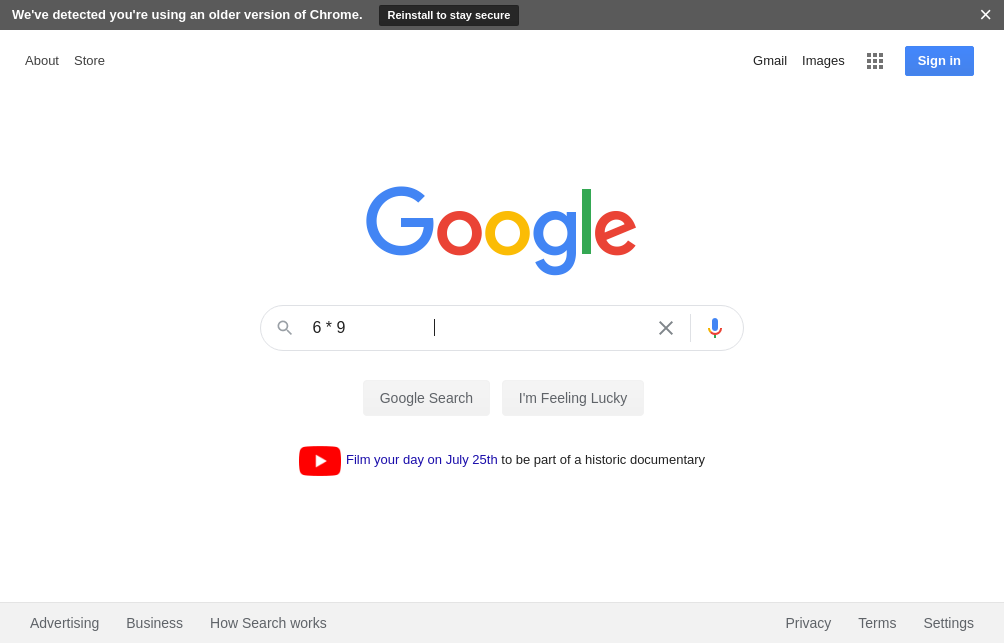 We've detected you're using an older version of Chrome. Reinstall to stay secure
About Store Gmail Images Sign in
Google
6 * 9
Google Search I'm Feeling Lucky
Film your day on July 25th to be part of a historic documentary
Advertising Business How Search works Privacy Terms Settings